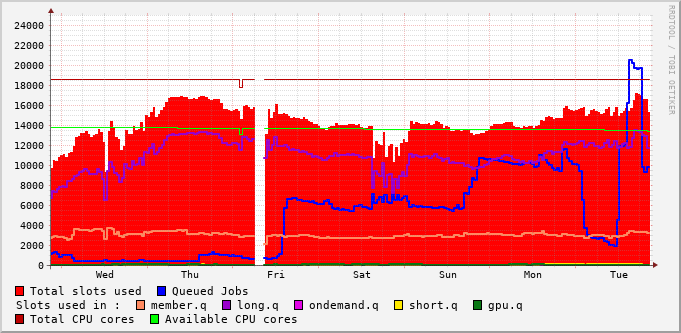 24000
22000
20000
18000
16000
14000
12000
10000
8000
6000
4000
2000
0
Wed Thu Fri Sat Sun Mon Tue
Total slots used Queued Jobs
Slots used in : member.q long.q ondemand.q short.q gpu.q
Total CPU cores Available CPU cores
RRDTOOL / TOBI OETIKER